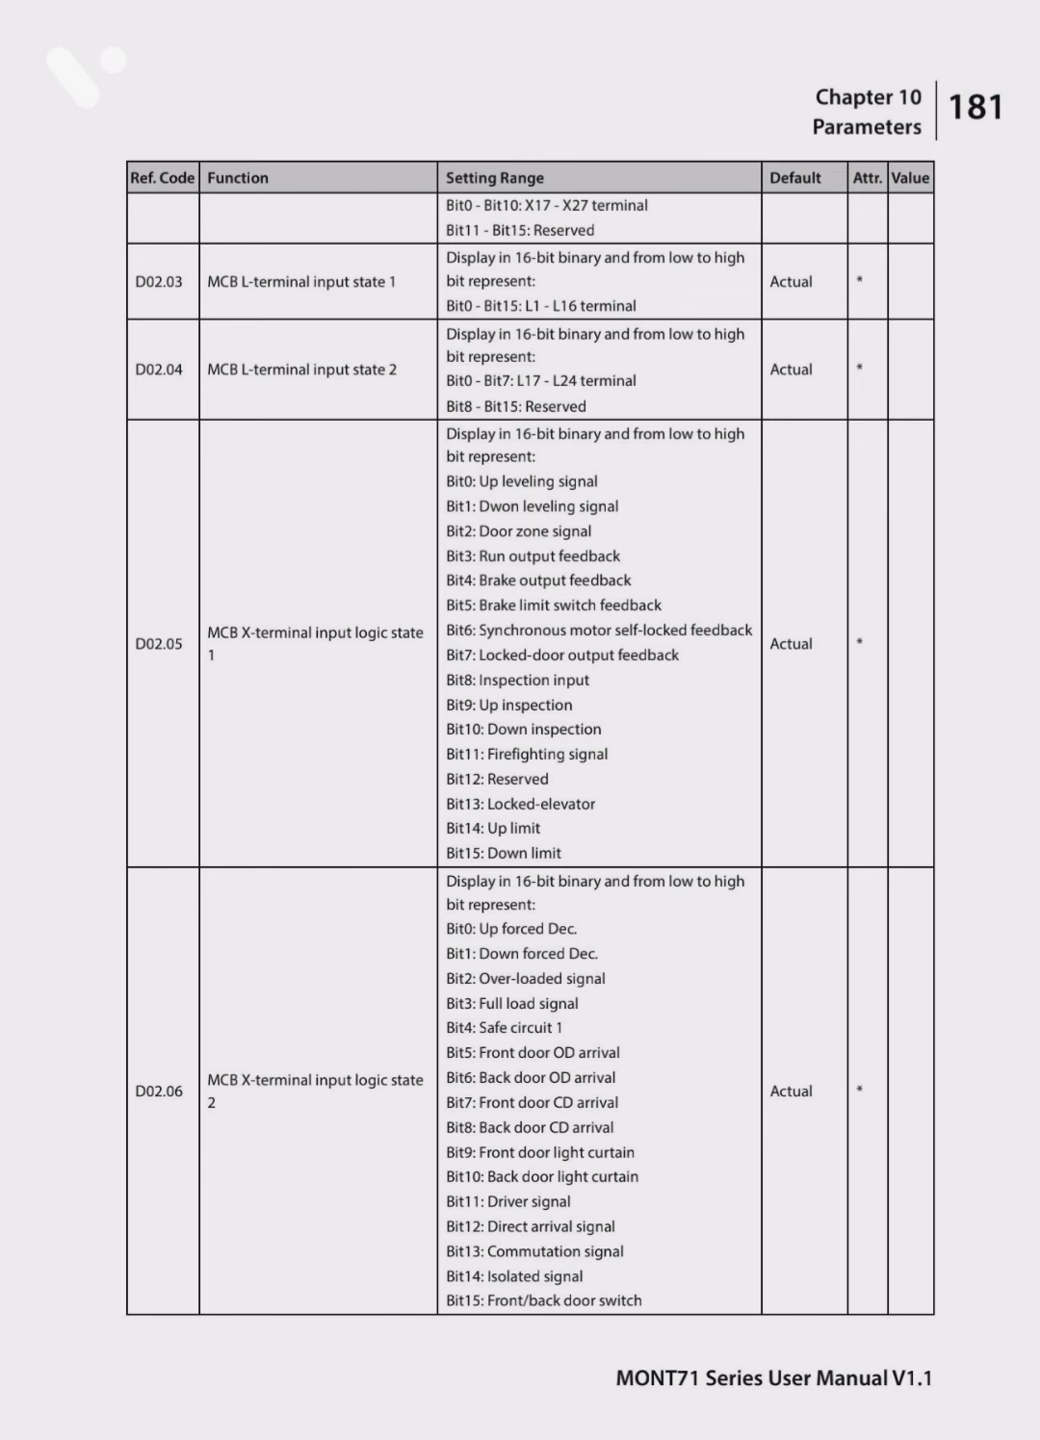 Chapter 10
Parameters
181
Ref. Code Function Setting Range Default Attr. Value
Bit0 - Bit10: X17 - X27 terminal
Bit11 - Bit15: Reserved
D02.03 MCB L-terminal input state 1
Display in 16-bit binary and from low to high
bit represent:
Bit0 - Bit15: L1 - L16 terminal
Actual *
D02.04 MCB L-terminal input state 2
Display in 16-bit binary and from low to high
bit represent:
Bit0 - Bit7: L17 - L24 terminal
Bit8 - Bit15: Reserved
Actual *
D02.05 MCB X-terminal input logic state
1
Display in 16-bit binary and from low to high
bit represent:
Bit0: Up leveling signal
Bit1: Dwon leveling signal
Bit2: Door zone signal
Bit3: Run output feedback
Bit4: Brake output feedback
Bit5: Brake limit switch feedback
Bit6: Synchronous motor self-locked feedback
Bit7: Locked-door output feedback
Bit8: Inspection input
Bit9: Up inspection
Bit10: Down inspection
Bit11: Firefighting signal
Bit12: Reserved
Bit13: Locked-elevator
Bit14: Up limit
Bit15: Down limit
Actual *
D02.06 MCB X-terminal input logic state
2
Display in 16-bit binary and from low to high
bit represent:
Bit0: Up forced Dec.
Bit1: Down forced Dec.
Bit2: Over-loaded signal
Bit3: Full load signal
Bit4: Safe circuit 1
Bit5: Front door OD arrival
Bit6: Back door OD arrival
Bit7: Front door CD arrival
Bit8: Back door CD arrival
Bit9: Front door light curtain
Bit10: Back door light curtain
Bit11: Driver signal
Bit12: Direct arrival signal
Bit13: Commutation signal
Bit14: Isolated signal
Bit15: Front/back door switch
Actual *
MONT71 Series User Manual V1.1